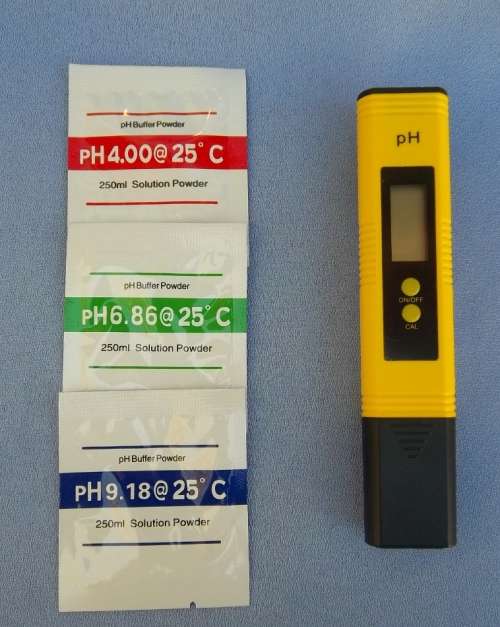 pH Buffer Powder
pH4.00@25°C
250ml Solution Powder
pH Buffer Powder
pH6.86@25°C
250ml Solution Powder
pH Buffer Powder
pH9.18@25°C
250ml Solution Powder
pH
ON/OFF
CAL